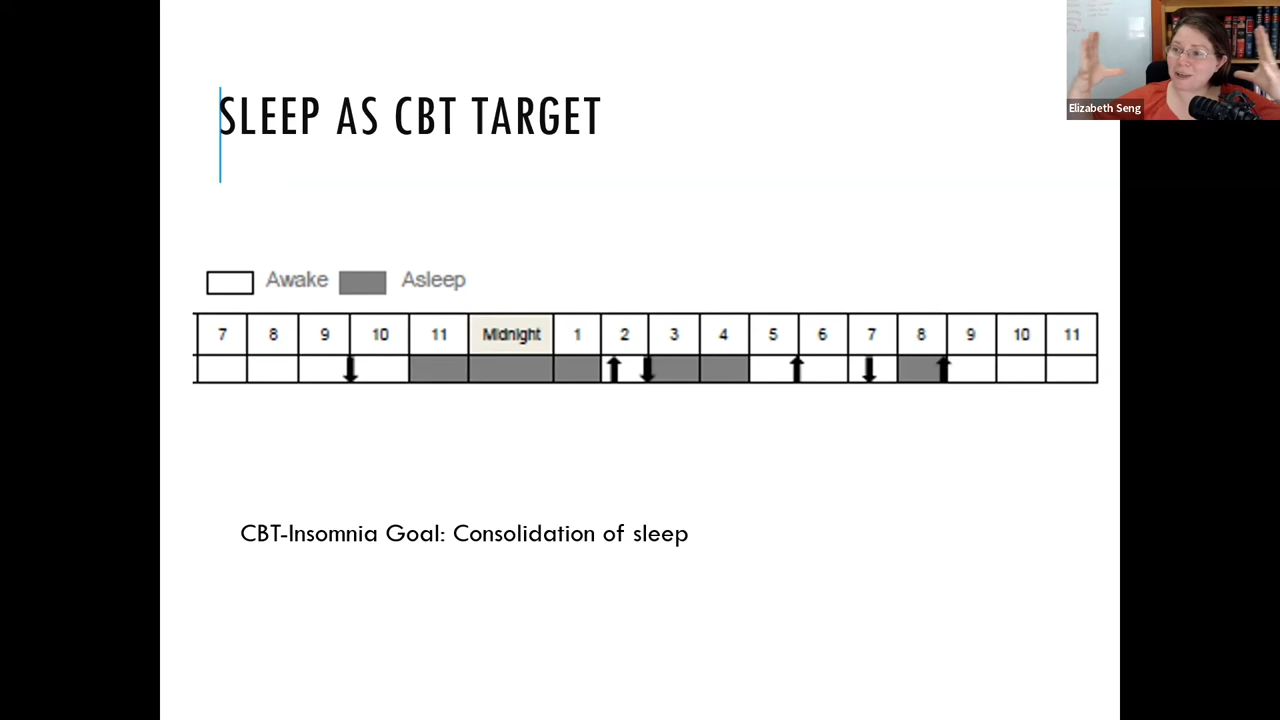 SLEEP AS CBT TARGET
Elizabeth Seng
Awake Asleep
7 8 9 10 11 Midnight 1 2 3 4 5 6 7 8 9 10 11
CBT-Insomnia Goal: Consolidation of sleep